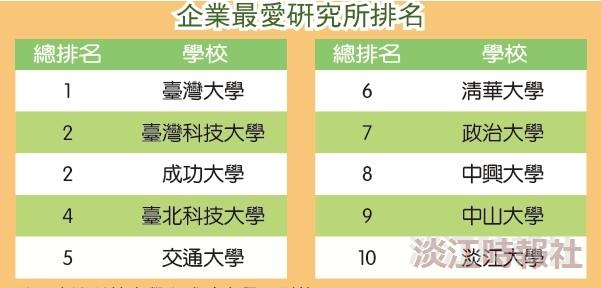 企業最愛研究所排名
總排名 學校
1 臺灣大學
2 臺灣科技大學
2 成功大學
4 臺北科技大學
5 交通大學
總排名 學校
6 清華大學
7 政治大學
8 中興大學
9 中山大學
10 淡江大學
淡江時報社